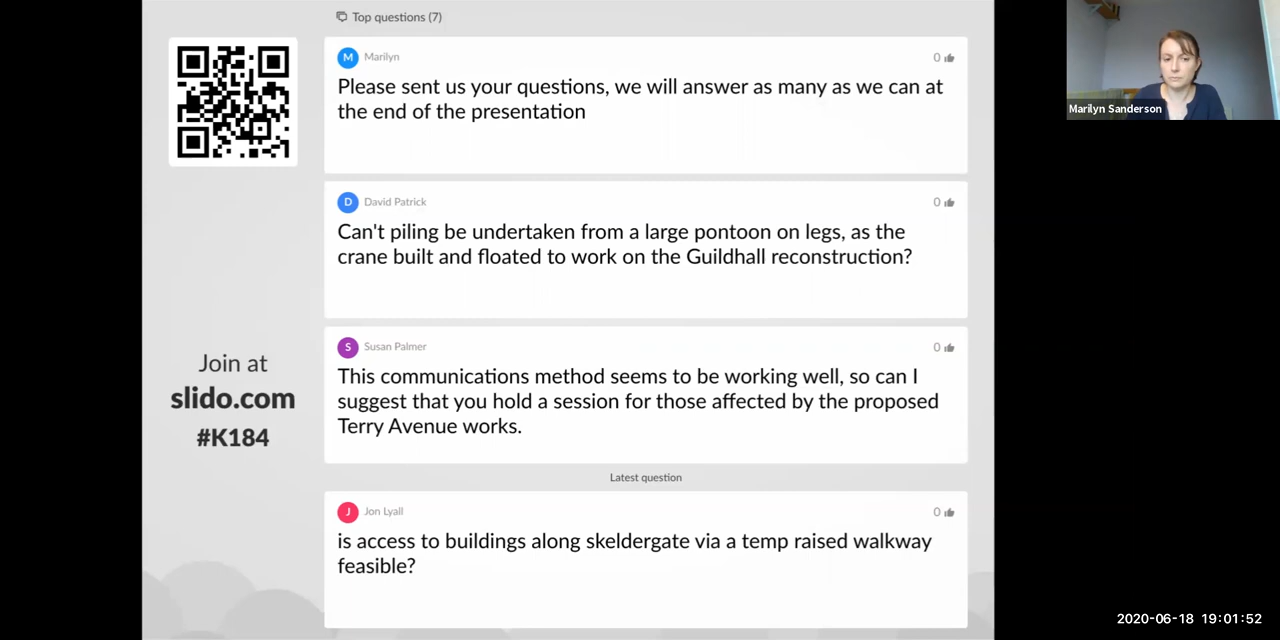 Top questions (7)
M Marilyn 0
Please sent us your questions, we will answer as many as we can at
the end of the presentation
D David Patrick 0
Can't piling be undertaken from a large pontoon on legs, as the
crane built and floated to work on the Guildhall reconstruction?
S Susan Palmer 0
This communications method seems to be working well, so can I
suggest that you hold a session for those affected by the proposed
Terry Avenue works.
Latest question
J Jon Lyall 0
is access to buildings along skeldergate via a temp raised walkway
feasible?
Join at
slido.com
#K184
Marilyn Sanderson
2020-06-18 19:01:52